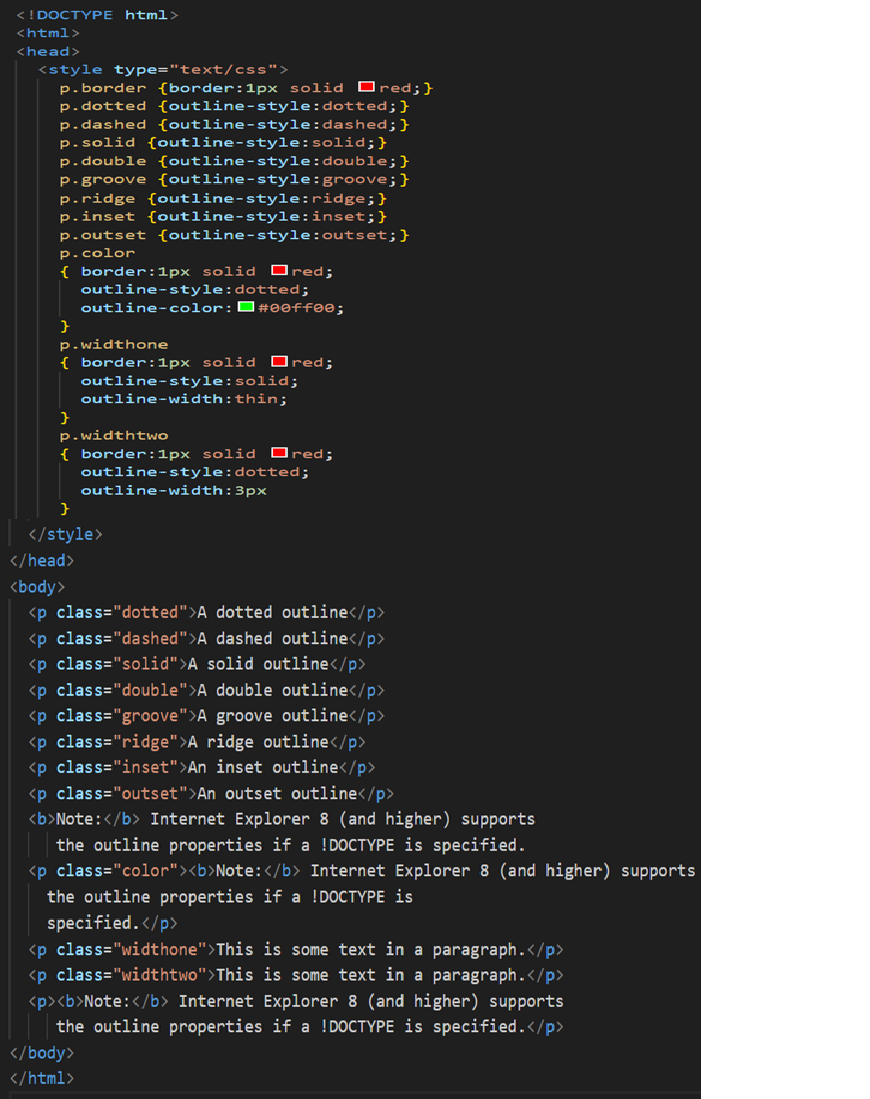 <!DOCTYPE html>
<html>
<head>
<style type="text/css">
p.border {border:1px solid red;}
p.dotted {outline-style:dotted;}
p.dashed {outline-style:dashed;}
p.solid {outline-style:solid;}
p.double {outline-style:double;}
p.groove {outline-style:groove;}
p.ridge {outline-style:ridge;}
p.inset {outline-style:inset;}
p.outset {outline-style:outset;}
p.color
{ border:1px solid red;
outline-style:dotted;
outline-color:#00ff00;
}
p.widthone
{ border:1px solid red;
outline-style:solid;
outline-width:thin;
}
p.widthtwo
{ border:1px solid red;
outline-style:dotted;
outline-width:3px
}
</style>
</head>
<body>
<p class="dotted">A dotted outline</p>
<p class="dashed">A dashed outline</p>
<p class="solid">A solid outline</p>
<p class="double">A double outline</p>
<p class="groove">A groove outline</p>
<p class="ridge">A ridge outline</p>
<p class="inset">An inset outline</p>
<p class="outset">An outset outline</p>
<b>Note:</b> Internet Explorer 8 (and higher) supports
the outline properties if a !DOCTYPE is specified.
<p class="color"><b>Note:</b> Internet Explorer 8 (and higher) supports
the outline properties if a !DOCTYPE is
specified.</p>
<p class="widthone">This is some text in a paragraph.</p>
<p class="widthtwo">This is some text in a paragraph.</p>
<p><b>Note:</b> Internet Explorer 8 (and higher) supports
the outline properties if a !DOCTYPE is specified.</p>
</body>
</html>